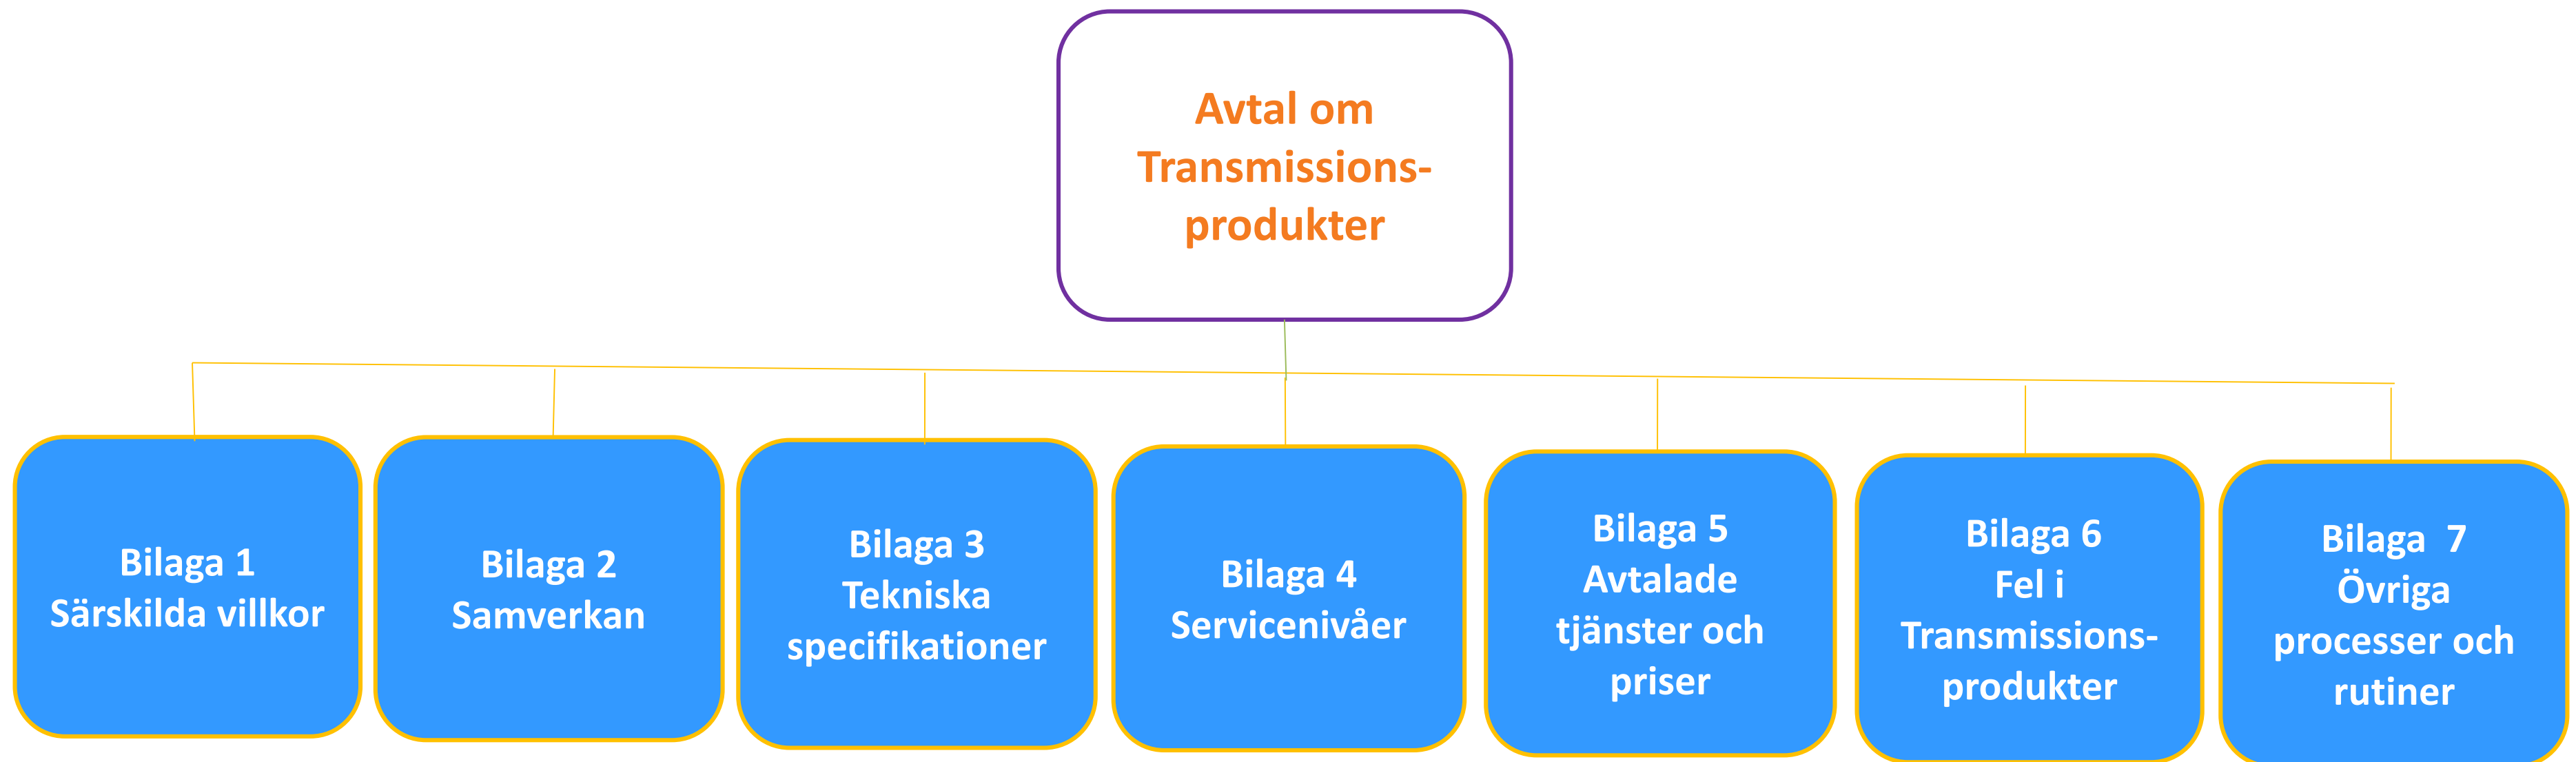 Avtal om
Transmissions-
produkter
Bilaga 1
Särskilda villkor
Bilaga 2
Samverkan
Bilaga 3
Tekniska
specifikationer
Bilaga 4
Servicenivåer
Bilaga 5
Avtalade
tjänster och
priser
Bilaga 6
Fel i
Transmissions-
produkter
Bilaga  7
Övriga
processer och
rutiner